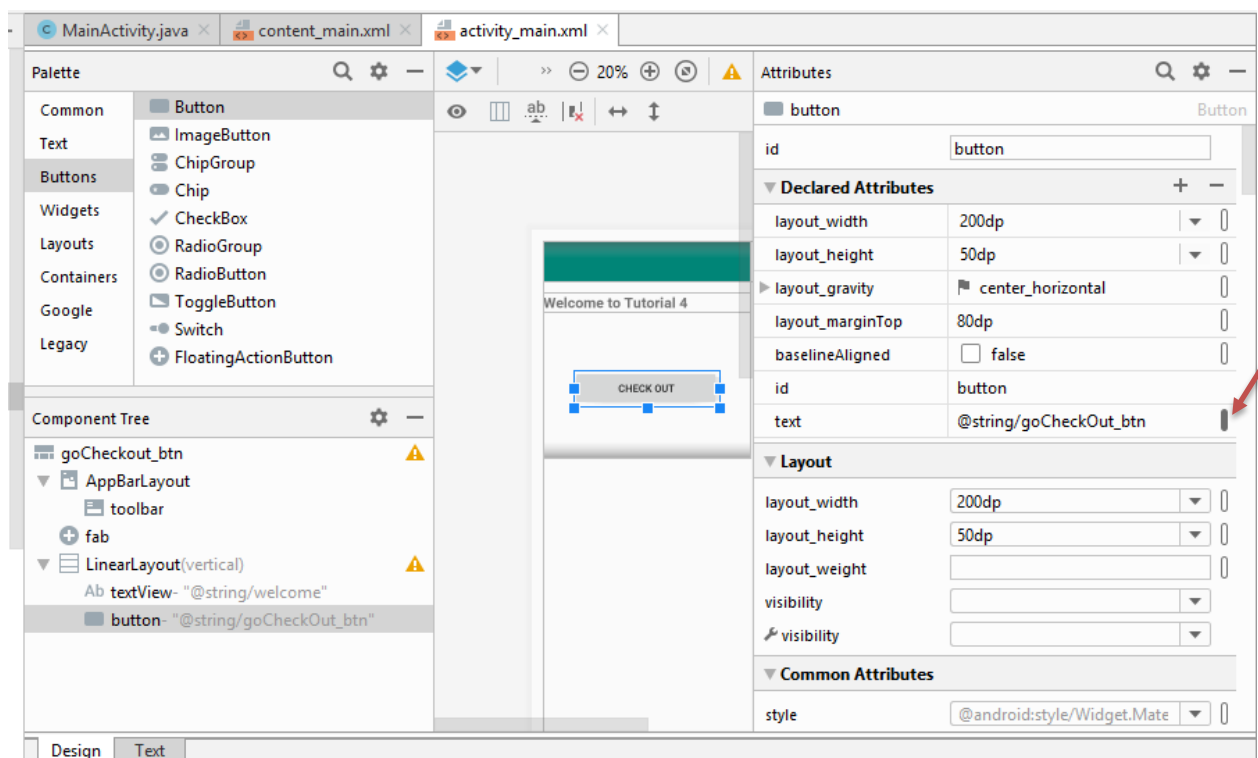 MainActivity.java
content_main.xml
activity_main.xml
Palette
Common
Text
Buttons
Widgets
Layouts
Containers
Google
Legacy
Button
ImageButton
ChipGroup
Chip
CheckBox
RadioGroup
RadioButton
ToggleButton
Switch
FloatingActionButton
Component Tree
goCheckout_btn
AppBarLayout
toolbar
fab
LinearLayout(vertical)
Ab textView- "@string/welcome"
button- "@string/goCheckOut_btn"
Design Text
» 20%
ab
Welcome to Tutorial 4
CHECK OUT
Attributes
button Button
id button
Declared Attributes
layout_width 200dp
layout_height 50dp
layout_gravity center_horizontal
layout_marginTop 80dp
baselineAligned false
id button
text @string/goCheckOut_btn
Layout
layout_width 200dp
layout_height 50dp
layout_weight
visibility
visibility
Common Attributes
style @android:style/Widget.Mate